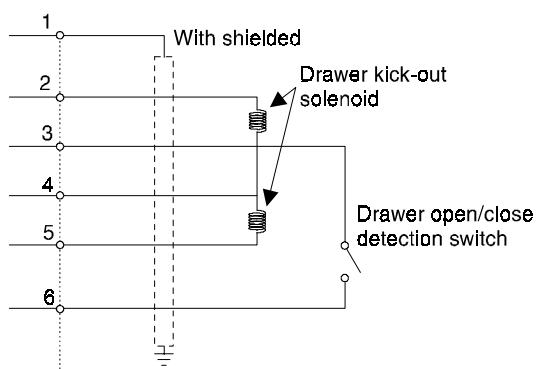 1
With shielded
Drawer kick-out
solenoid
2
3
4
5
Drawer open/close
detection switch
6